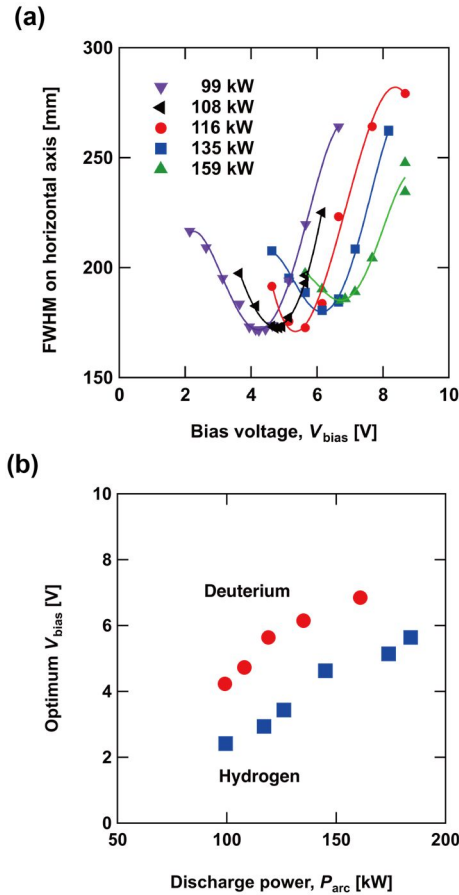 (a)
300
250
200
150
FWHM on horizontal axis [mm]
99 kW
108 kW
116 kW
135 kW
159 kW
0 2 4 6 8 10
Bias voltage, Vbias [V]
(b)
10
8
6
4
2
0
Optimum Vbias [V]
Deuterium
Hydrogen
50 100 150 200
Discharge power, Parc [kW]